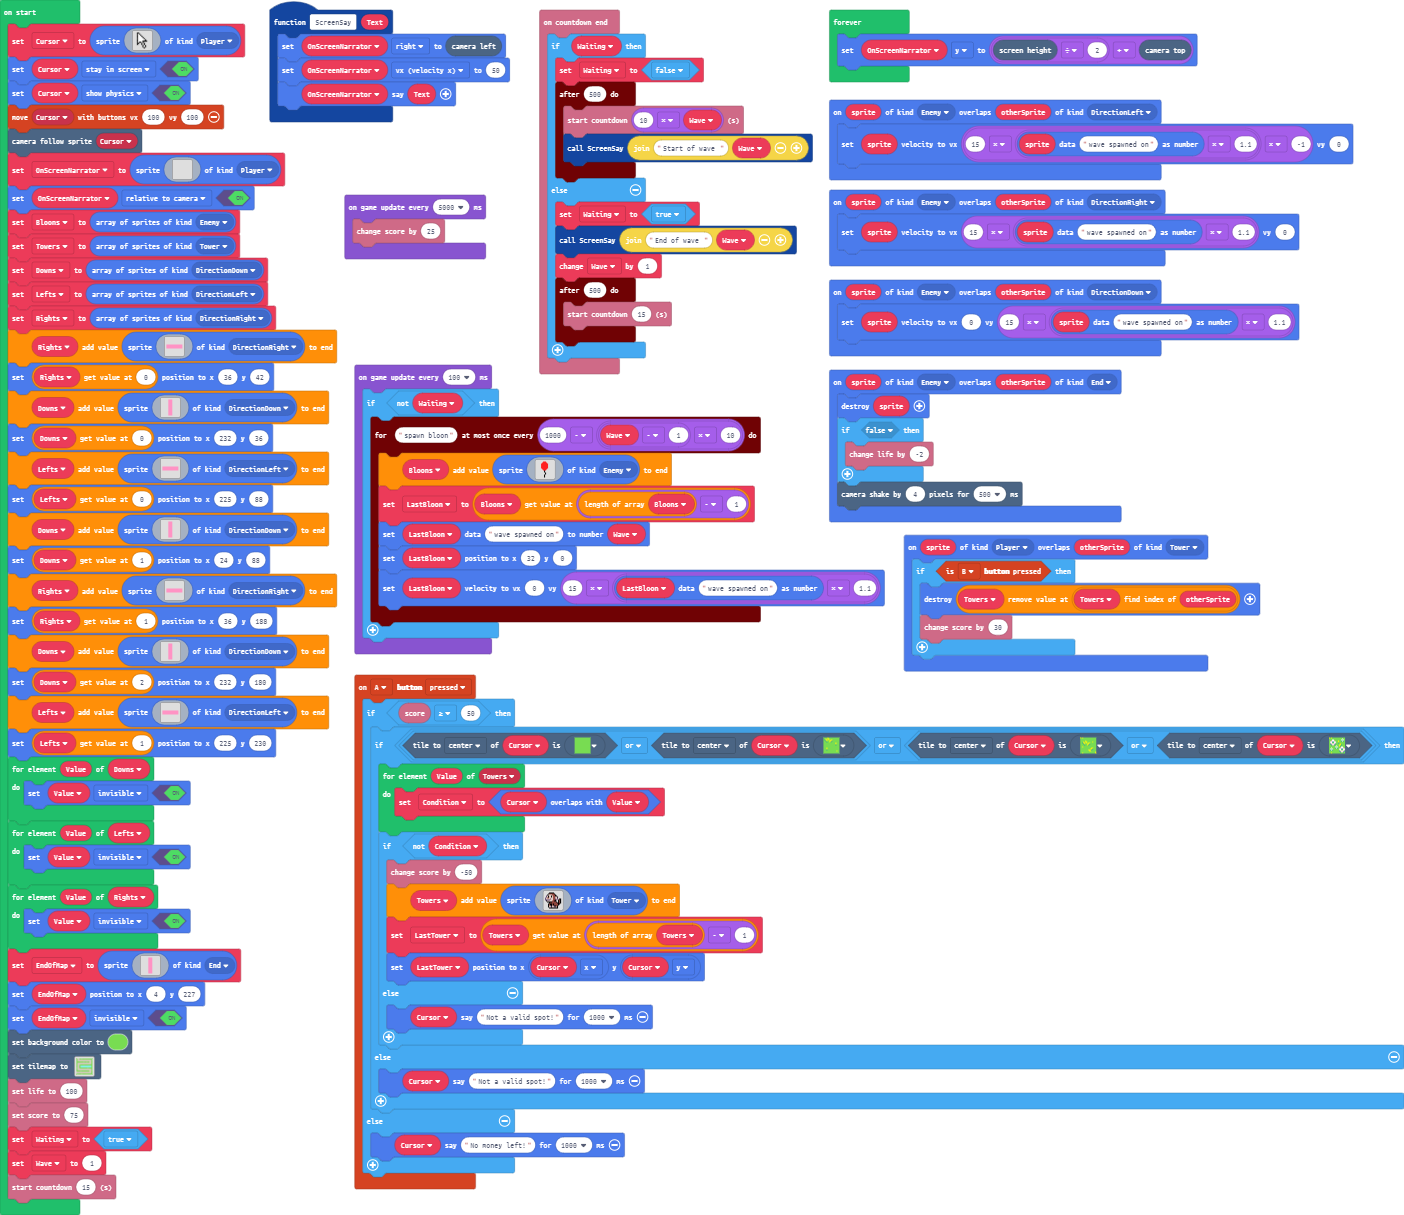 on start
set Cursor to sprite of kind Player
set Cursor stay in screen ON
set Cursor show physics ON
move Cursor with buttons vx 100 vy 100
camera follow sprite Cursor
set OnScreenNarrator to sprite of kind Player
set OnScreenNarrator relative to camera ON
set Bloons to array of sprites of kind Enemy
set Towers to array of sprites of kind Tower
set Downs to array of sprites of kind DirectionDown
set Lefts to array of sprites of kind DirectionLeft
set Rights to array of sprites of kind DirectionRight
Rights add value sprite of kind DirectionRight to end
set Rights get value at 0 position to x 36 y 42
Downs add value sprite of kind DirectionDown to end
set Downs get value at 0 position to x 232 y 36
Lefts add value sprite of kind DirectionLeft to end
set Lefts get value at 0 position to x 225 y 88
Downs add value sprite of kind DirectionDown to end
set Downs get value at 1 position to x 24 y 88
Rights add value sprite of kind DirectionRight to end
set Rights get value at 1 position to x 36 y 188
Downs add value sprite of kind DirectionDown to end
set Downs get value at 2 position to x 232 y 180
Lefts add value sprite of kind DirectionLeft to end
set Lefts get value at 1 position to x 225 y 230
for element Value of Downs
do set Value invisible ON
for element Value of Lefts
do set Value invisible ON
for element Value of Rights
do set Value invisible ON
set EndOfMap to sprite of kind End
set EndOfMap position to x 4 y 227
set EndOfMap invisible ON
set background color to
set tilemap to
set life to 100
set score to 75
set Waiting to true
set Wave to 1
start countdown 15 (s)
function ScreenSay Text
set OnScreenNarrator right to camera left
set OnScreenNarrator vx (velocity x) to 50
OnScreenNarrator say Text
on game update every 5000 ms
change score by 25
on countdown end
if Waiting then
set Waiting to false
after 500 do
start countdown 10 × Wave (s)
call ScreenSay join "Start of wave " Wave
else
set Waiting to true
call ScreenSay join "End of wave " Wave
change Wave by 1
after 500 do
start countdown 15 (s)
on game update every 100 ms
if not Waiting then
for "spawn bloon" at most once every 1000 - Wave - 1 × 10 do
Bloons add value sprite of kind Enemy to end
set LastBloon to Bloons get value at length of array Bloons - 1
set LastBloon data "wave spawned on" to number Wave
set LastBloon position to x 32 y 0
set LastBloon velocity to vx 0 vy 15 × LastBloon data "wave spawned on" as number × 1.1
on A button pressed
if score ≥ 50 then
if tile to center of Cursor is or tile to center of Cursor is or tile to center of Cursor is or tile to center of Cursor is then
for element Value of Towers
do set Condition to Cursor overlaps with Value
if not Condition then
change score by -50
Towers add value sprite of kind Tower to end
set LastTower to Towers get value at length of array Towers - 1
set LastTower position to x Cursor x y Cursor y
else
Cursor say "Not a valid spot!" for 1000 ms
else
Cursor say "Not a valid spot!" for 1000 ms
else
Cursor say "No money left!" for 1000 ms
forever
set OnScreenNarrator y to screen height ÷ 2 + camera top
on sprite of kind Enemy overlaps otherSprite of kind DirectionLeft
set sprite velocity to vx 15 × sprite data "wave spawned on" as number × 1.1 × -1 vy 0
on sprite of kind Enemy overlaps otherSprite of kind DirectionRight
set sprite velocity to vx 15 × sprite data "wave spawned on" as number × 1.1 vy 0
on sprite of kind Enemy overlaps otherSprite of kind DirectionDown
set sprite velocity to vx 0 vy 15 × sprite data "wave spawned on" as number × 1.1
on sprite of kind Enemy overlaps otherSprite of kind End
destroy sprite
if false then
change life by -2
camera shake by 4 pixels for 500 ms
on sprite of kind Player overlaps otherSprite of kind Tower
if is B button pressed then
destroy Towers remove value at Towers find index of otherSprite
change score by 30